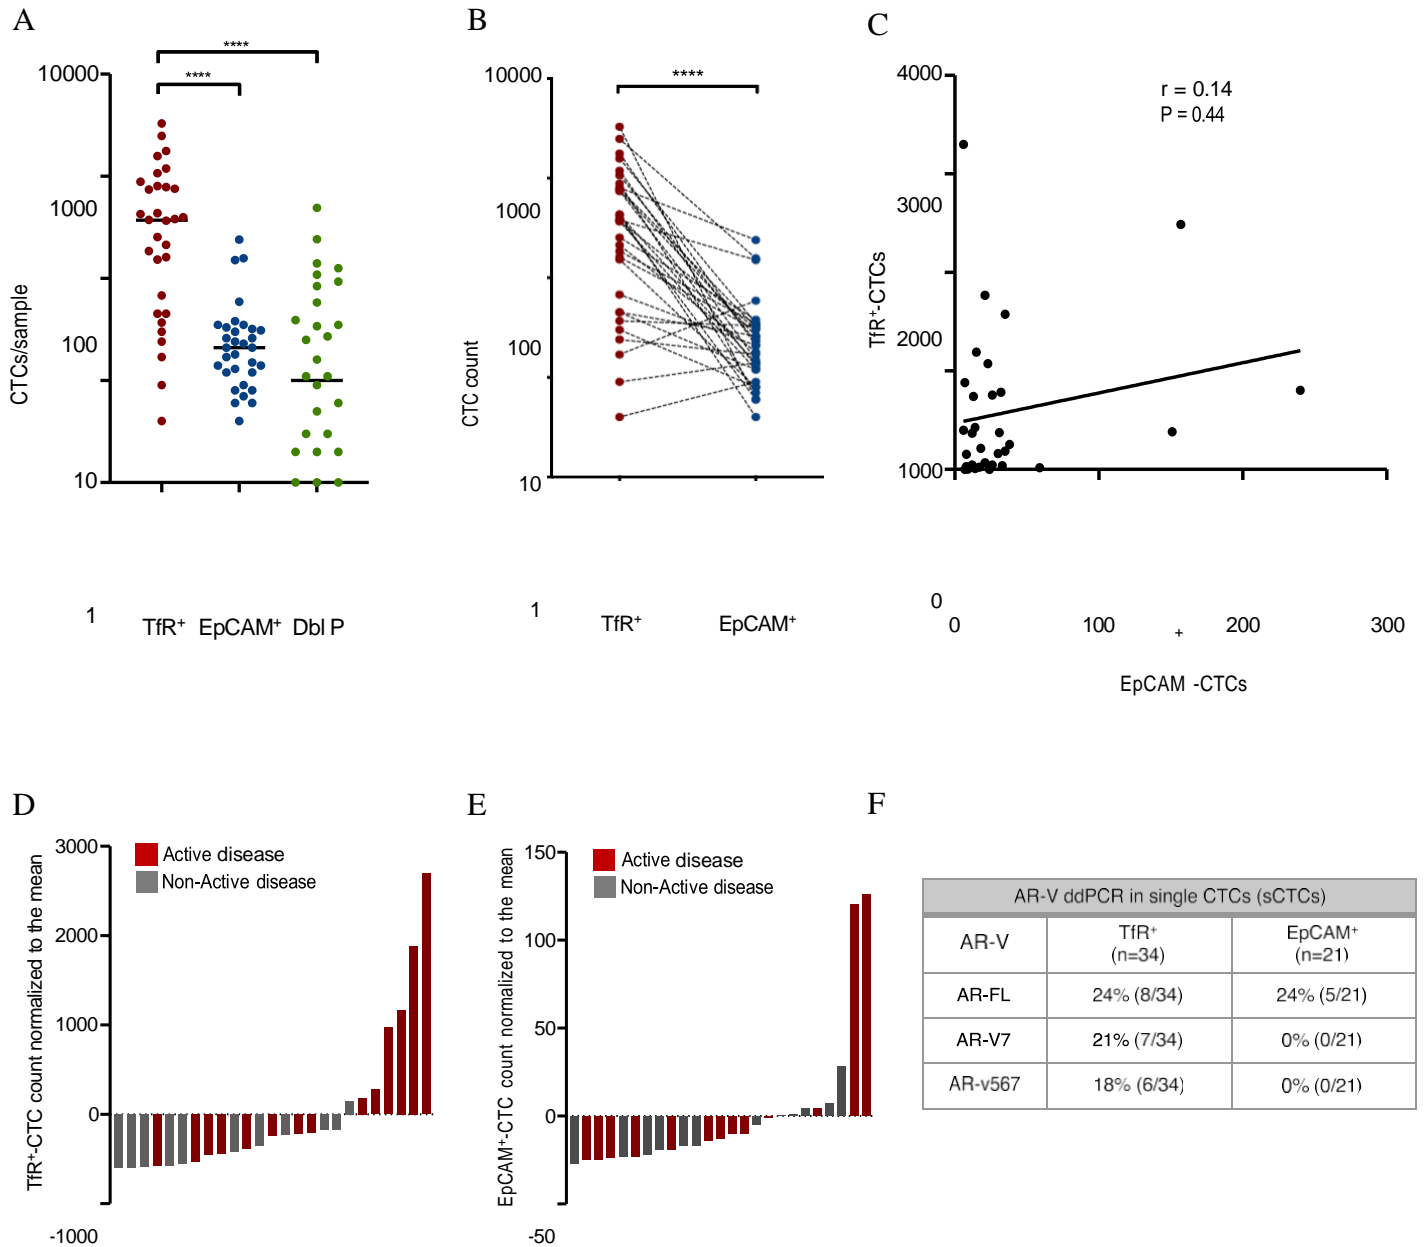 A
****
****
10000
1000
100
10
1
CTCs/sample
TfR⁺ EpCAM⁺ Dbl P
B
****
10000
1000
100
10
1
CTC count
TfR⁺ EpCAM⁺
C
r = 0.14
P = 0.44
4000
3000
2000
1000
0
TfR⁺-CTCs
0 100 200 300
EpCAM⁺-CTCs
D
Active disease
Non-Active disease
3000
2000
1000
0
-1000
TfR⁺-CTC count normalized to the mean
E
Active disease
Non-Active disease
150
100
50
0
-50
EpCAM⁺-CTC count normalized to the mean
F
AR-V ddPCR in single CTCs (sCTCs)
AR-V TfR⁺ (n=34) EpCAM⁺ (n=21)
AR-FL 24% (8/34) 24% (5/21)
AR-V7 21% (7/34) 0% (0/21)
AR-v567 18% (6/34) 0% (0/21)